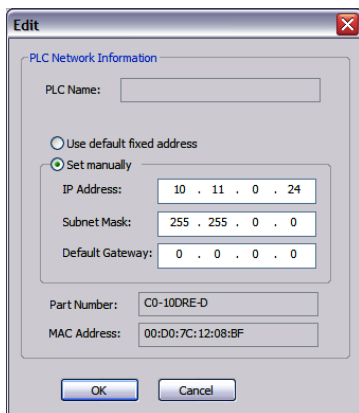 Edit
PLC Network Information
PLC Name:
Use default fixed address
Set manually
IP Address: 10 . 11 . 0 . 24
Subnet Mask: 255 . 255 . 0 . 0
Default Gateway: 0 . 0 . 0 . 0
Part Number: C0-10DRE-D
MAC Address: 00:D0:7C:12:08:BF
OK Cancel